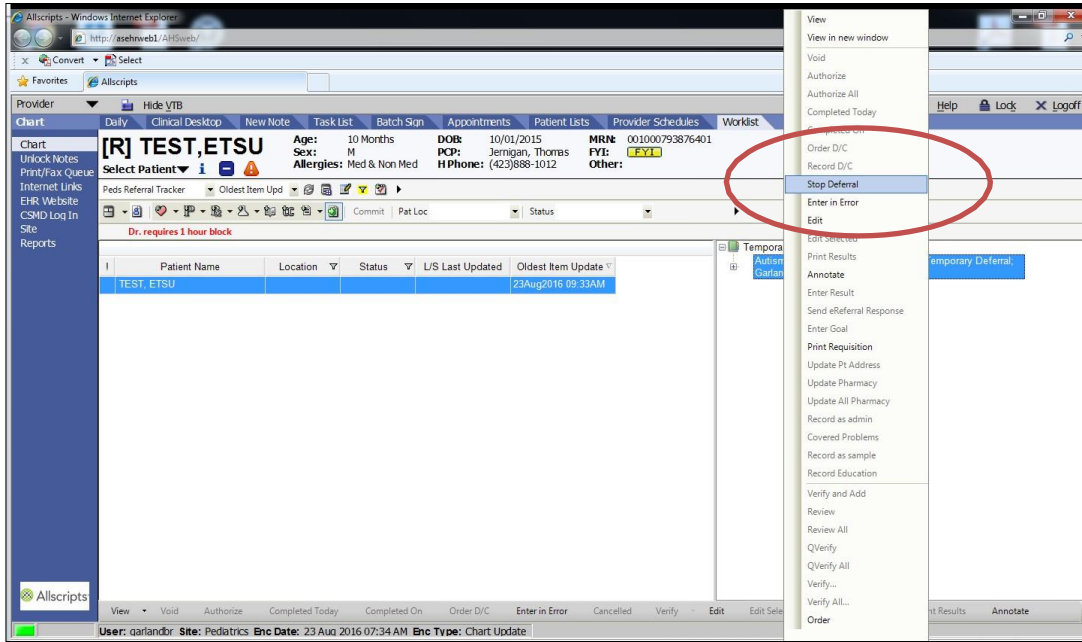 Allscripts - Windows Internet Explorer
http://asehrweb1/AHSweb/
x Convert Select
Favorites Allscripts
Provider Hide VTB Help Lock Logoff
Chart Daily Clinical Desktop New Note Task List Batch Sign Appointments Patient Lists Provider Schedules Worklist
Chart
Unlock Notes
Print/Fax Queue
Internet Links
EHR Website
CSMD Log In
Site
Reports
[R] TEST,ETSU
Select Patient
Age: 10 Months DOB: 10/01/2015 MRN: 001000793876401
Sex: M PCP: Jernigan, Thomas FYI: FYI
Allergies: Med & Non Med H Phone: (423)888-1012 Other:
Peds Referral Tracker Oldest Item Upd
Commit Pat Loc Status
Dr. requires 1 hour block
! Patient Name Location Status L/S Last Updated Oldest Item Update
TEST, ETSU 23Aug2016 09:33AM
Tempora
Autism emporary Deferral;
Garlan
View
View in new window
Void
Authorize
Authorize All
Completed Today
Completed On
Order D/C
Record D/C
Stop Deferral
Enter in Error
Edit
Edit Selected
Print Results
Annotate
Enter Result
Send eReferral Response
Enter Goal
Print Requisition
Update Pt Address
Update Pharmacy
Update All Pharmacy
Record as admin
Covered Problems
Record as sample
Record Education
Verify and Add
Review
Review All
QVerify
QVerify All
Verify...
Verify All...
Order
Allscripts
View Void Authorize Completed Today Completed On Order D/C Enter in Error Cancelled Verify Edit Edit Sele nt Results Annotate
User: garlandbr Site: Pediatrics Enc Date: 23 Aug 2016 07:34 AM Enc Type: Chart Update